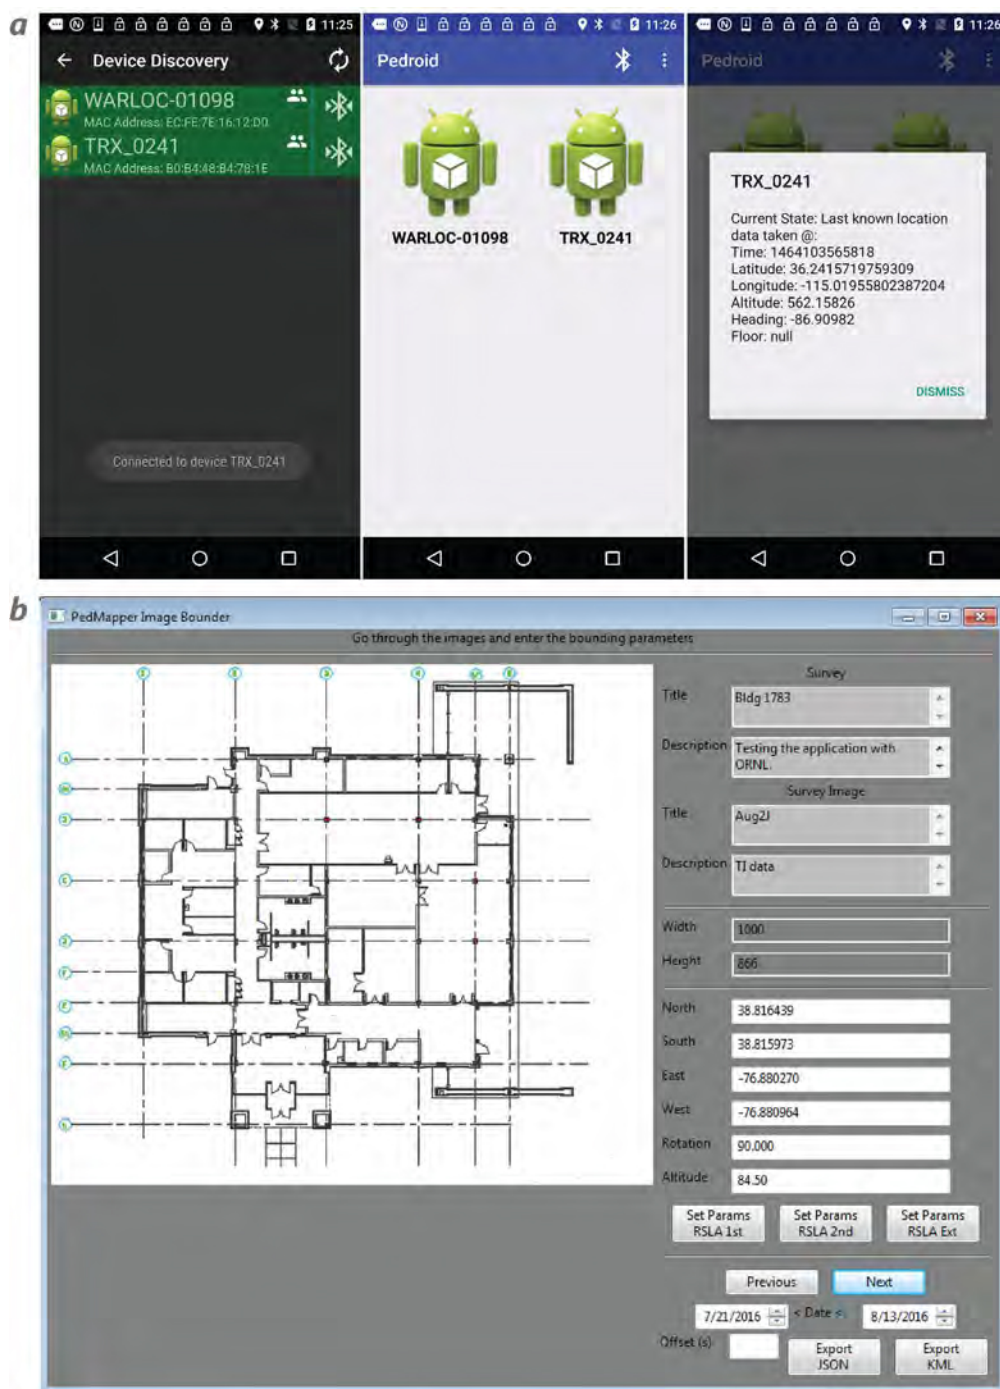 a
11:25
Device Discovery
WARLOC-01098
MAC Address: EC:FE:7E:16:12:D0
TRX_0241
MAC Address: B0:B4:48:B4:78:1E
Connected to device TRX_0241
11:26
Pedroid
WARLOC-01098
TRX_0241
11:26
Pedroid
TRX_0241
Current State: Last known location
data taken @:
Time: 1464103565818
Latitude: 36.2415719759309
Longitude: -115.01955802387204
Altitude: 562.15826
Heading: -86.90982
Floor: null
DISMISS
b
PedMapper Image Bounder
Go through the images and enter the bounding parameters
Survey
Title
Bldg 1783
Description
Testing the application with
ORNL.
Survey Image
Title
Aug2J
Description
TI data
Width
1000
Height
866
North
38.816439
South
38.815973
East
-76.880270
West
-76.880964
Rotation
90.000
Altitude
84.50
Set Params
RSLA 1st
Set Params
RSLA 2nd
Set Params
RSLA Ext
Previous
Next
7/21/2016
< Date <
8/13/2016
Offset (s)
Export
JSON
Export
KML